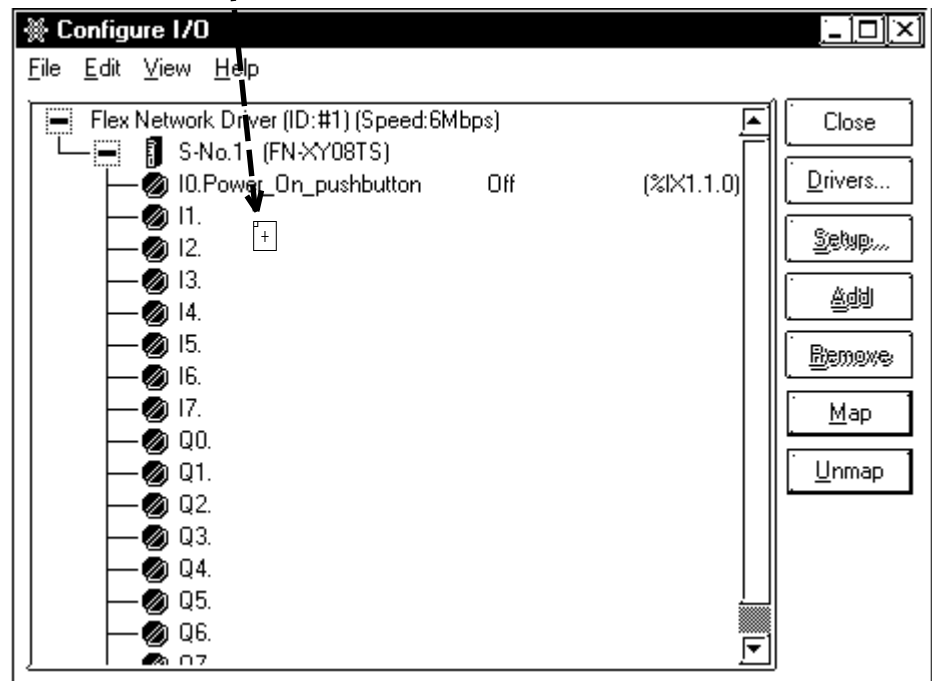 Configure I/O
File Edit View Help
Flex Network Driver (ID:#1) (Speed:6Mbps)
S-No.1 (FN-XY08TS)
I0.Power_On_pushbutton Off (%IX1.1.0)
I1.
I2.
I3.
I4.
I5.
I6.
I7.
Q0.
Q1.
Q2.
Q3.
Q4.
Q5.
Q6.
Q7
Close
Drivers...
Setup...
Add
Remove
Map
Unmap